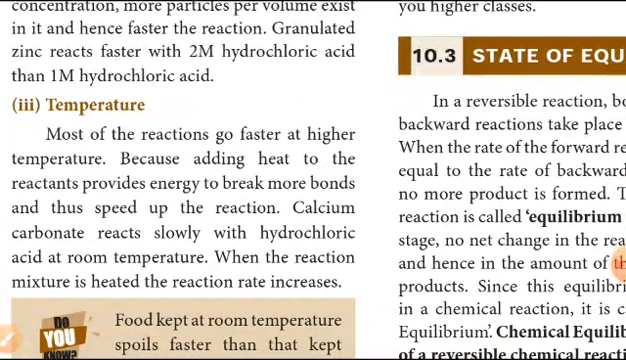 concentration, more particles per volume exist
in it and hence faster the reaction. Granulated
zinc reacts faster with 2M hydrochloric acid
than 1M hydrochloric acid.
(iii) Temperature
Most of the reactions go faster at higher
temperature. Because adding heat to the
reactants provides energy to break more bonds
and thus speed up the reaction. Calcium
carbonate reacts slowly with hydrochloric
acid at room temperature. When the reaction
mixture is heated the reaction rate increases.
DO
YOU
KNOW?
Food kept at room temperature
spoils faster than that kept
you higher classes.
10.3 STATE OF EQU
In a reversible reaction, bo
backward reactions take place
When the rate of the forward re
equal to the rate of backward
no more product is formed. T
reaction is called ‘equilibrium
stage, no net change in the rea
and hence in the amount of th
products. Since this equilibri
in a chemical reaction, it is c
Equilibrium’. Chemical Equilib
of a reversible chemical reacti